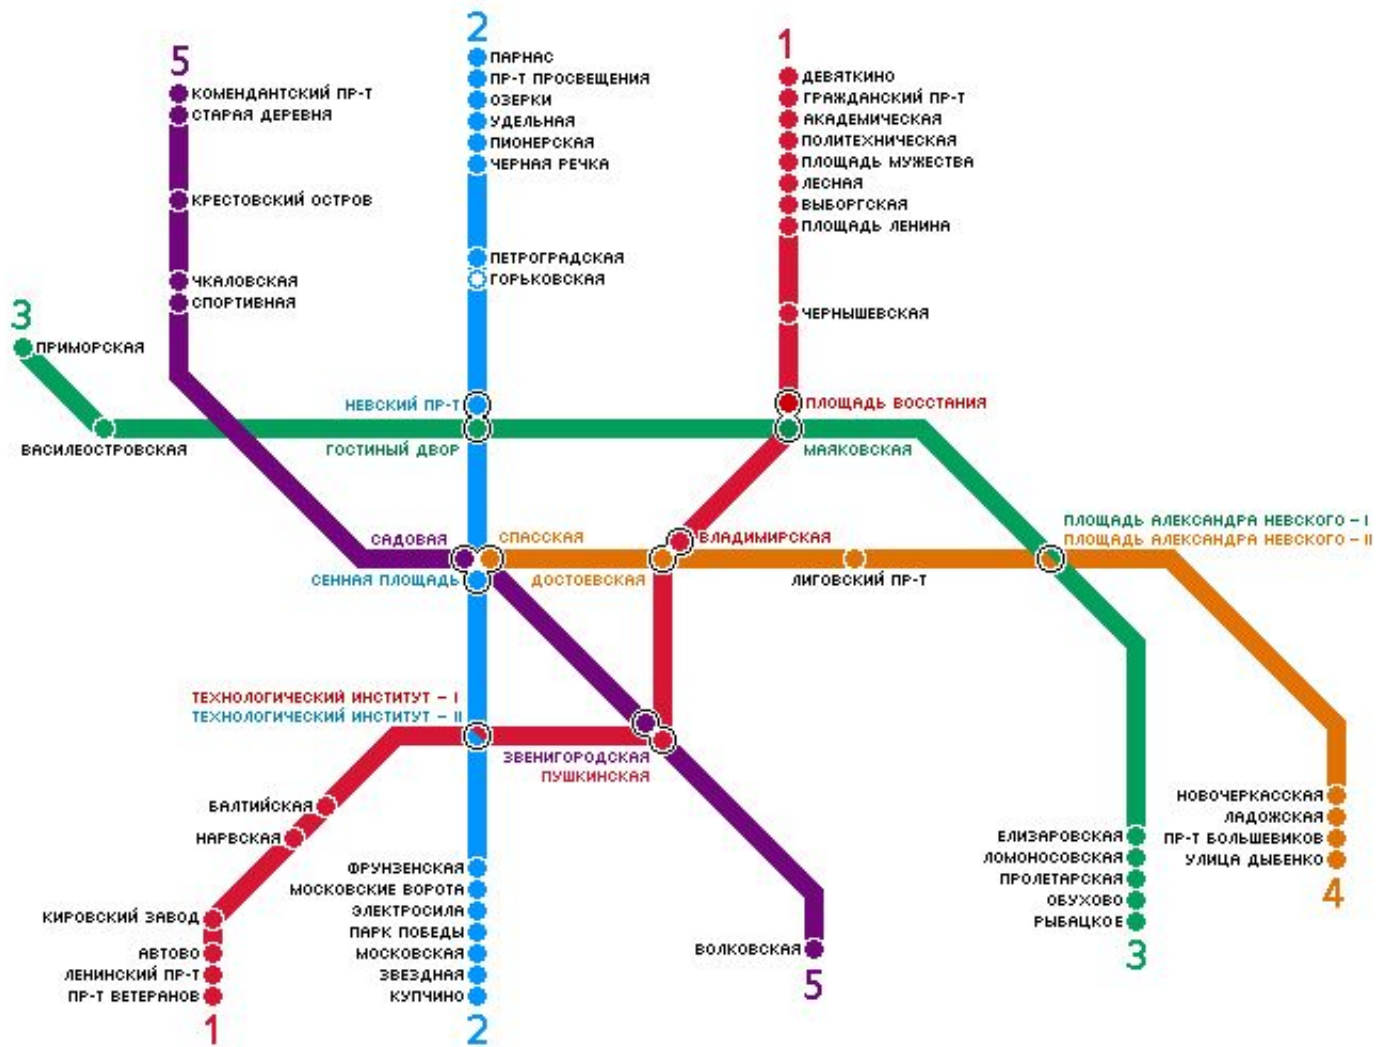 5
КОМЕНДАНТСКИЙ ПР-Т
СТАРАЯ ДЕРЕВНЯ
КРЕСТОВСКИЙ ОСТРОВ
ЧКАЛОВСКАЯ
СПОРТИВНАЯ
2
ПАРНАС
ПР-Т ПРОСВЕЩЕНИЯ
ОЗЕРКИ
УДЕЛЬНАЯ
ПИОНЕРСКАЯ
ЧЕРНАЯ РЕЧКА
ПЕТРОГРАДСКАЯ
ГОРЬКОВСКАЯ
1
ДЕВЯТКИНО
ГРАЖДАНСКИЙ ПР-Т
АКАДЕМИЧЕСКАЯ
ПОЛИТЕХНИЧЕСКАЯ
ПЛОЩАДЬ МУЖЕСТВА
ЛЕСНАЯ
ВЫБОРГСКАЯ
ПЛОЩАДЬ ЛЕНИНА
ЧЕРНЫШЕВСКАЯ
3
ПРИМОРСКАЯ
ВАСИЛЕОСТРОВСКАЯ
НЕВСКИЙ ПР-Т
ГОСТИНЫЙ ДВОР
ПЛОЩАДЬ ВОССТАНИЯ
МАЯКОВСКАЯ
САДОВАЯ
СПАССКАЯ
СЕННАЯ ПЛОЩАДЬ
ДОСТОЕВСКАЯ
ВЛАДИМИРСКАЯ
ЛИГОВСКИЙ ПР-Т
ПЛОЩАДЬ АЛЕКСАНДРА НЕВСКОГО – I
ПЛОЩАДЬ АЛЕКСАНДРА НЕВСКОГО – II
ТЕХНОЛОГИЧЕСКИЙ ИНСТИТУТ – I
ТЕХНОЛОГИЧЕСКИЙ ИНСТИТУТ – II
ЗВЕНИГОРОДСКАЯ
ПУШКИНСКАЯ
БАЛТИЙСКАЯ
НАРВСКАЯ
КИРОВСКИЙ ЗАВОД
АВТОВО
ЛЕНИНСКИЙ ПР-Т
ПР-Т ВЕТЕРАНОВ
1
ФРУНЗЕНСКАЯ
МОСКОВСКИЕ ВОРОТА
ЭЛЕКТРОСИЛА
ПАРК ПОБЕДЫ
МОСКОВСКАЯ
ЗВЕЗДНАЯ
КУПЧИНО
2
ВОЛКОВСКАЯ
5
ЕЛИЗАРОВСКАЯ
ЛОМОНОСОВСКАЯ
ПРОЛЕТАРСКАЯ
ОБУХОВО
РЫБАЦКОЕ
3
НОВОЧЕРКАССКАЯ
ЛАДОЖСКАЯ
ПР-Т БОЛЬШЕВИКОВ
УЛИЦА ДЫБЕНКО
4